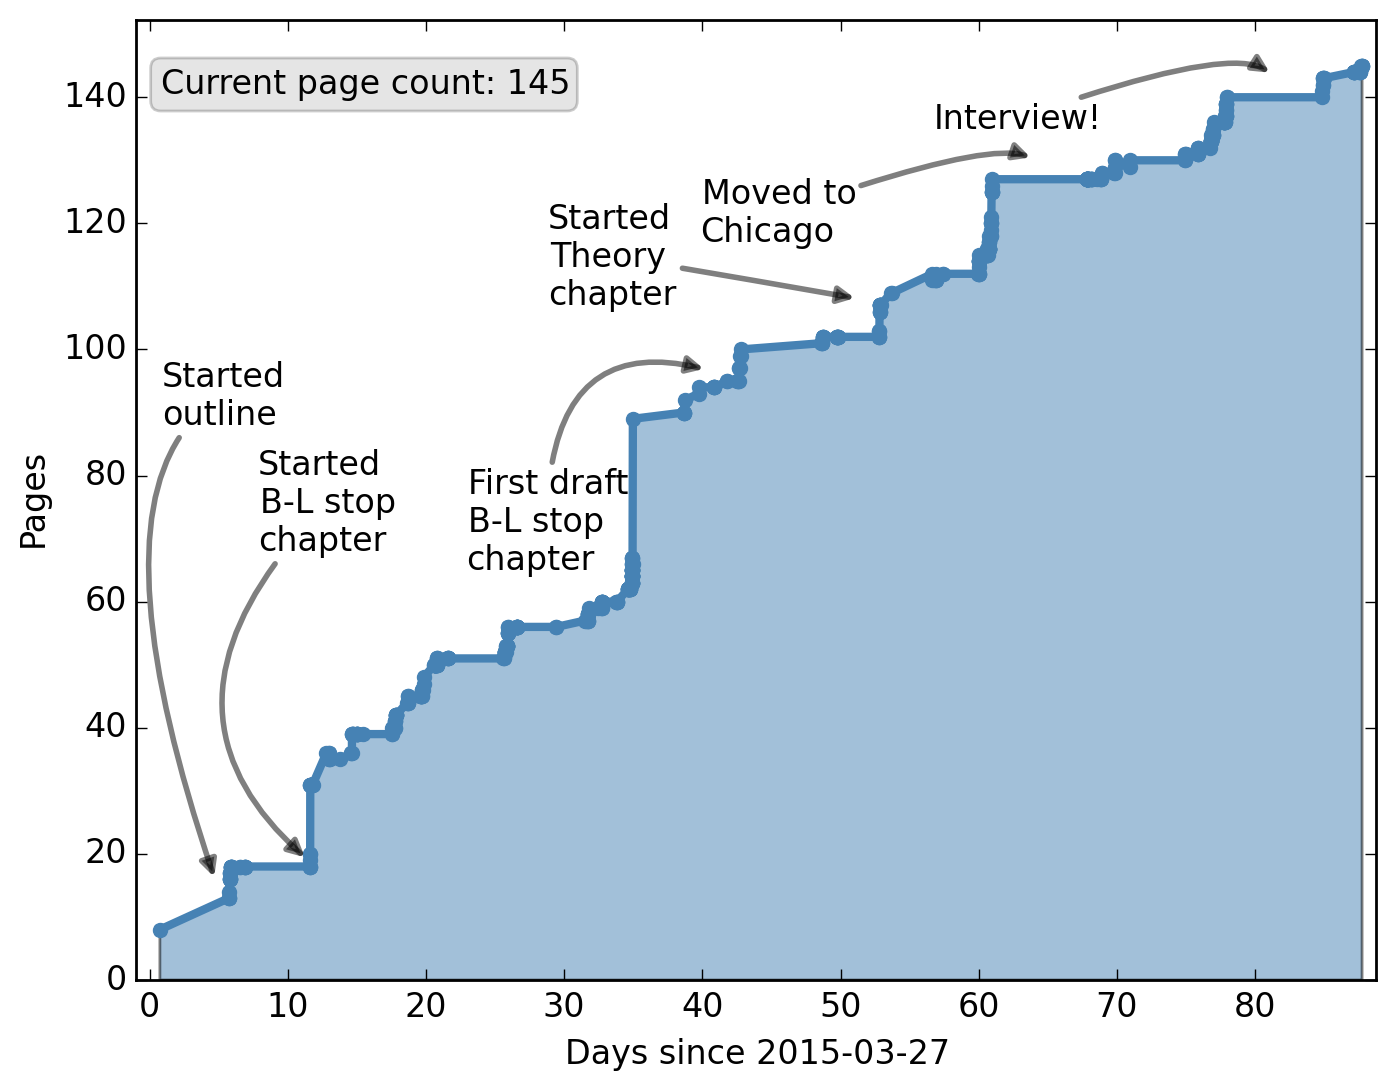 Current page count: 145
Interview!
Moved to
Chicago
Started
Theory
chapter
Started
outline
Started
B-L stop
chapter
First draft
B-L stop
chapter
Pages
140
120
100
80
60
40
20
0
0 10 20 30 40 50 60 70 80
Days since 2015-03-27